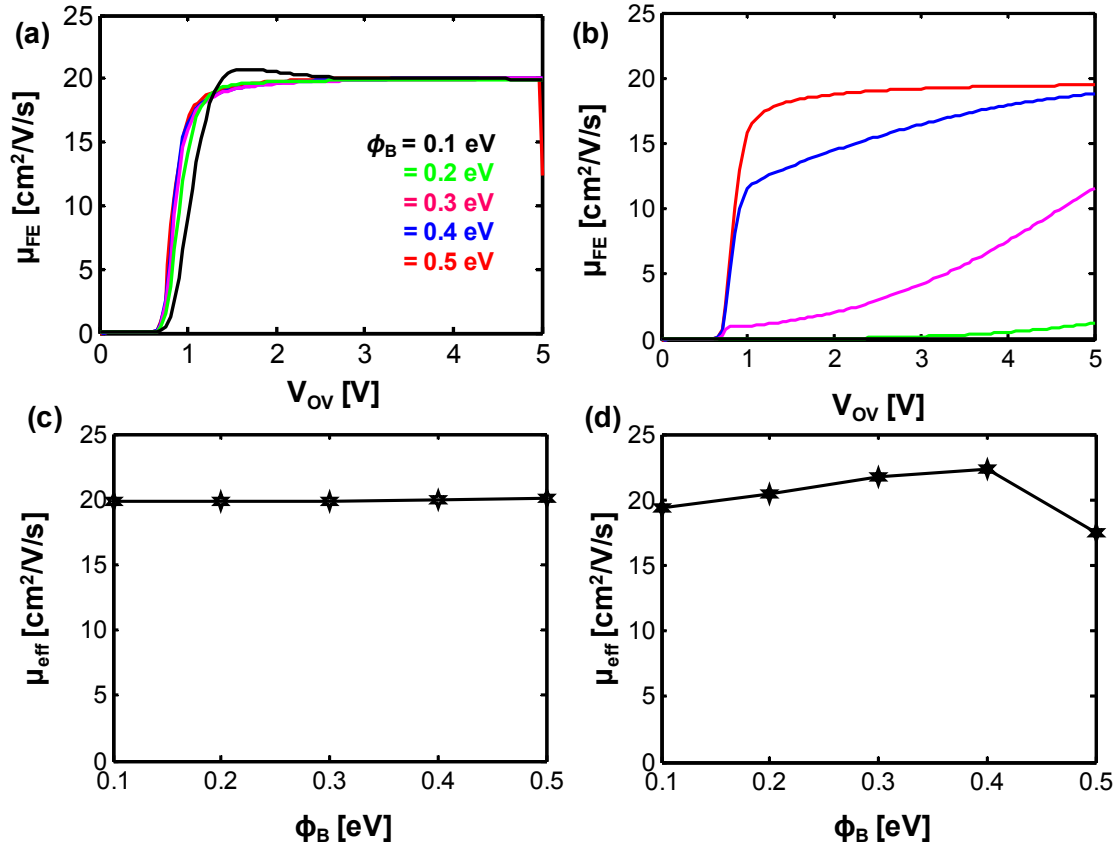 (a)
25
20
15
10
5
0
μFE [cm²/V/s]
ϕB = 0.1 eV
= 0.2 eV
= 0.3 eV
= 0.4 eV
= 0.5 eV
0 1 2 3 4 5
VOV [V]
(b)
25
20
15
10
5
0
μFE [cm²/V/s]
0 1 2 3 4 5
VOV [V]
(c)
25
20
15
10
5
0
μeff [cm²/V/s]
0.1 0.2 0.3 0.4 0.5
ϕB [eV]
(d)
25
20
15
10
5
0
μeff [cm²/V/s]
0.1 0.2 0.3 0.4 0.5
ϕB [eV]